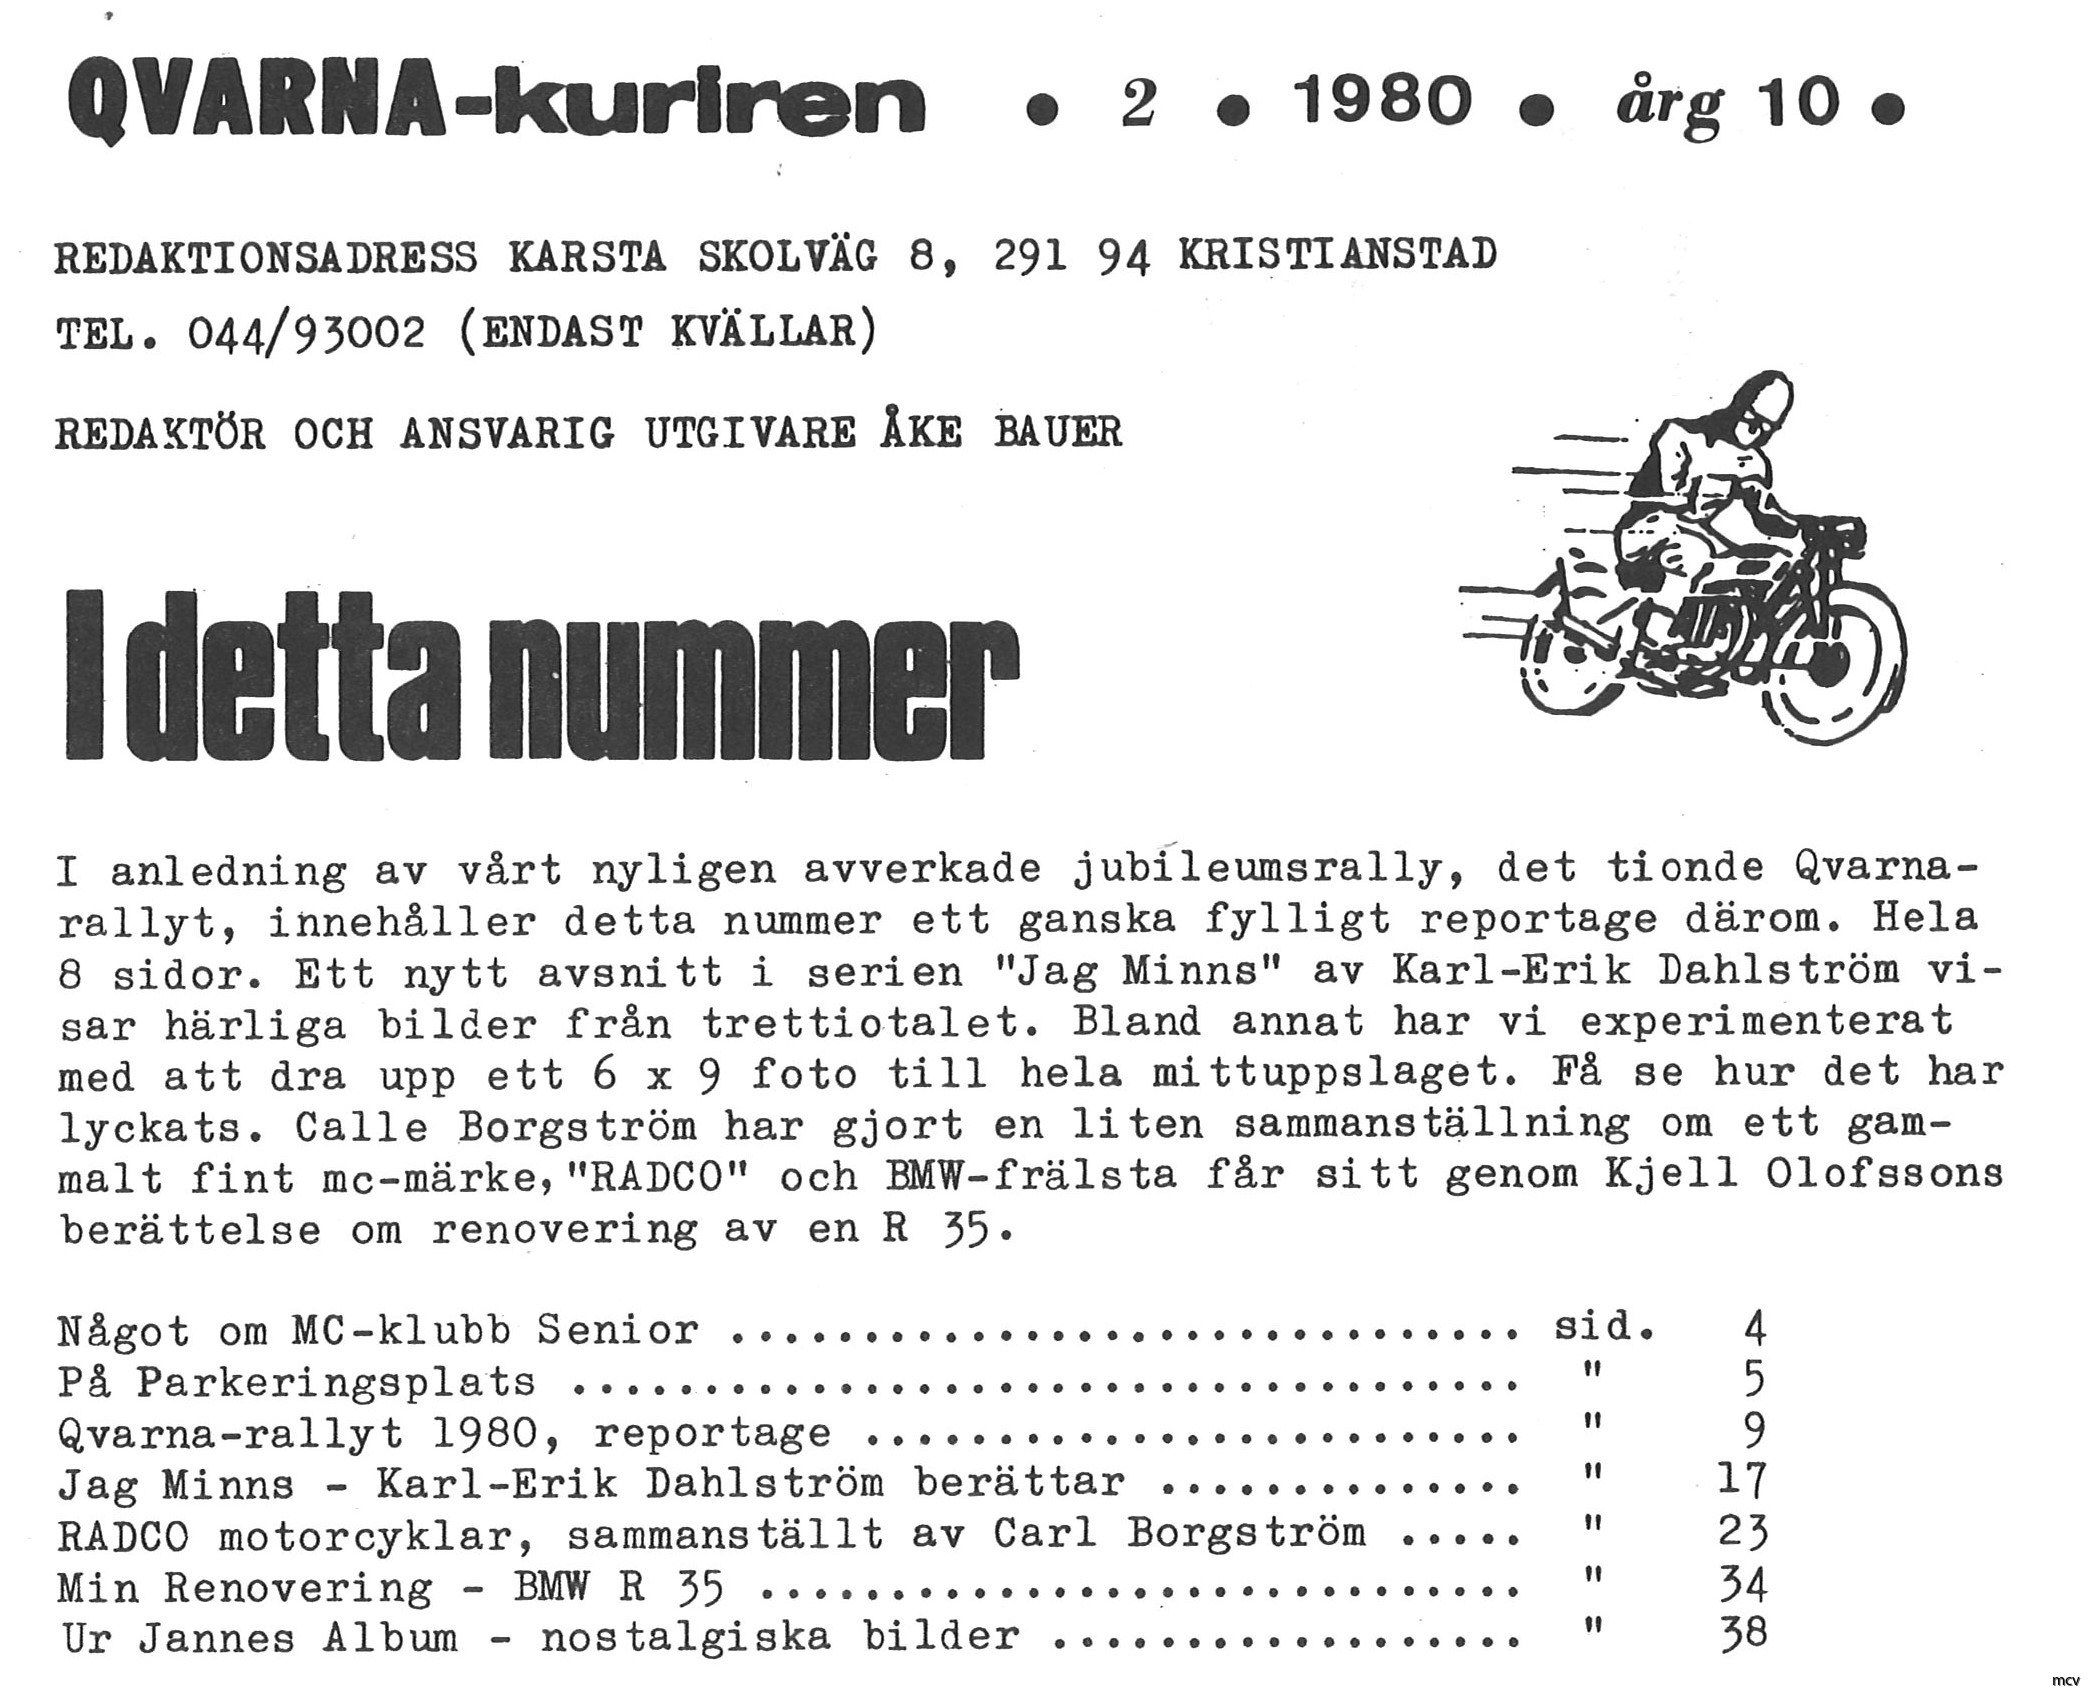 QVARNA-kuriren • 2 • 1980 • årg 10 •
REDAKTIONSADRESS KARSTA SKOLVÄG 8, 291 94 KRISTIANSTAD
TEL. 044/93002 (ENDAST KVÄLLAR)
REDAKTÖR OCH ANSVARIG UTGIVARE ÅKE BAUER
I detta nummer
I anledning av vårt nyligen avverkade jubileumsrally, det tionde Qvarna-
rallyt, innehåller detta nummer ett ganska fylligt reportage därom. Hela
8 sidor. Ett nytt avsnitt i serien "Jag Minns" av Karl-Erik Dahlström vi-
sar härliga bilder från trettiotalet. Bland annat har vi experimenterat
med att dra upp ett 6 x 9 foto till hela mittuppslaget. Få se hur det har
lyckats. Calle Borgström har gjort en liten sammanställning om ett gam-
malt fint mc-märke, "RADCO" och BMW-frälsta får sitt genom Kjell Olofssons
berättelse om renovering av en R 35.
Något om MC-klubb Senior .............................. sid. 4
På Parkeringsplats .................................... " 5
Qvarna-rallyt 1980, reportage ......................... " 9
Jag Minns - Karl-Erik Dahlström berättar .............. " 17
RADCO motorcyklar, sammanställt av Carl Borgström ..... " 23
Min Renovering - BMW R 35 ............................. " 34
Ur Jannes Album - nostalgiska bilder .................. " 38
mcv